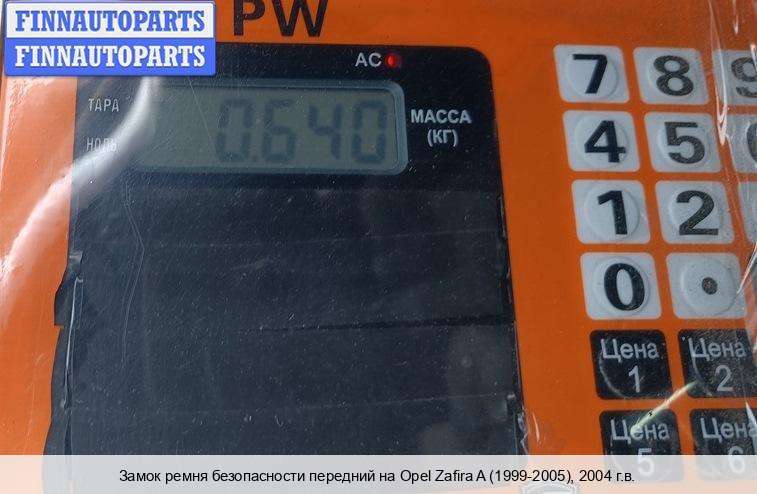 FINNAUTOPARTS
FINNAUTOPARTS
PW
AC
ТАРА
НОЛЬ
0.640
МАССА
(КГ)
7 8 9
4 5
1 2
0 .
Цена 1
Цена 2
Цена 5
Цена 6
Замок ремня безопасности передний на Opel Zafira A (1999-2005), 2004 г.в.